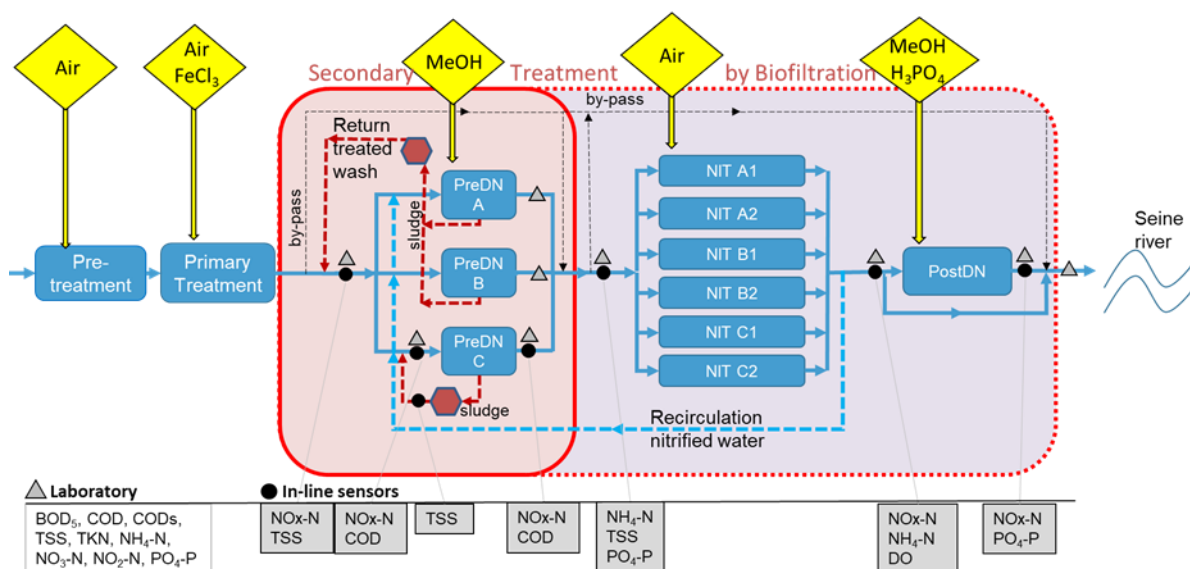 Air
Air
FeCl3
MeOH
Air
MeOH
H3PO4
Secondary Treatment by Biofiltration
by-pass
by-pass
Return
treated
wash
sludge
Pre-
treatment
Primary
Treatment
PreDN
A
PreDN
B
PreDN
C
sludge
NIT A1
NIT A2
NIT B1
NIT B2
NIT C1
NIT C2
PostDN
Seine
river
Recirculation
nitrified water
Laboratory
In-line sensors
BOD5, COD, CODs,
TSS, TKN, NH4-N,
NO3-N, NO2-N, PO4-P
NOx-N
TSS
NOx-N
COD
TSS
NOx-N
COD
NH4-N
TSS
PO4-P
NOx-N
NH4-N
DO
NOx-N
PO4-P